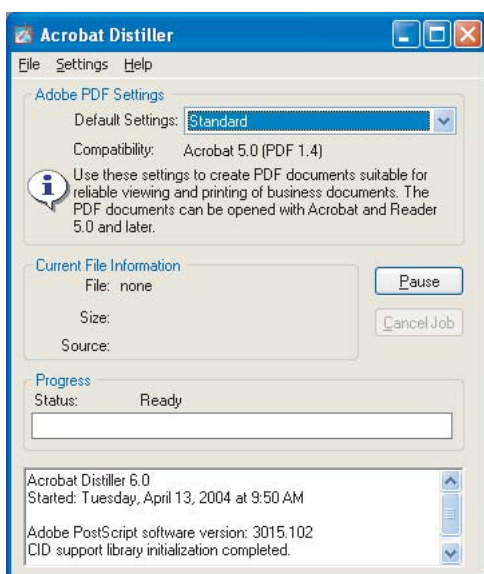 Acrobat Distiller
File Settings Help
Adobe PDF Settings
Default Settings: Standard
Compatibility: Acrobat 5.0 (PDF 1.4)
Use these settings to create PDF documents suitable for
reliable viewing and printing of business documents. The
PDF documents can be opened with Acrobat and Reader
5.0 and later.
Current File Information
File: none
Pause
Size:
Cancel Job
Source:
Progress
Status: Ready
Acrobat Distiller 6.0
Started: Tuesday, April 13, 2004 at 9:50 AM
Adobe PostScript software version: 3015.102
CID support library initialization completed.